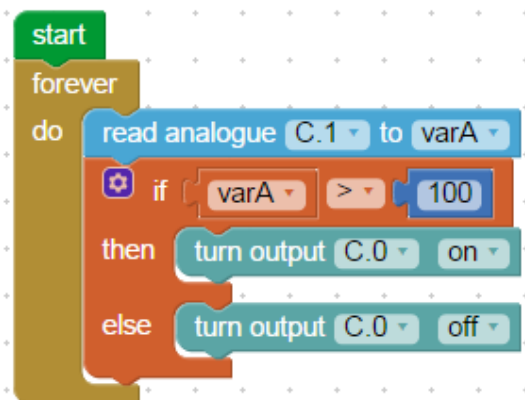 start
forever
do read analogue C.1 to varA
if varA > 100
then turn output C.0 on
else turn output C.0 off